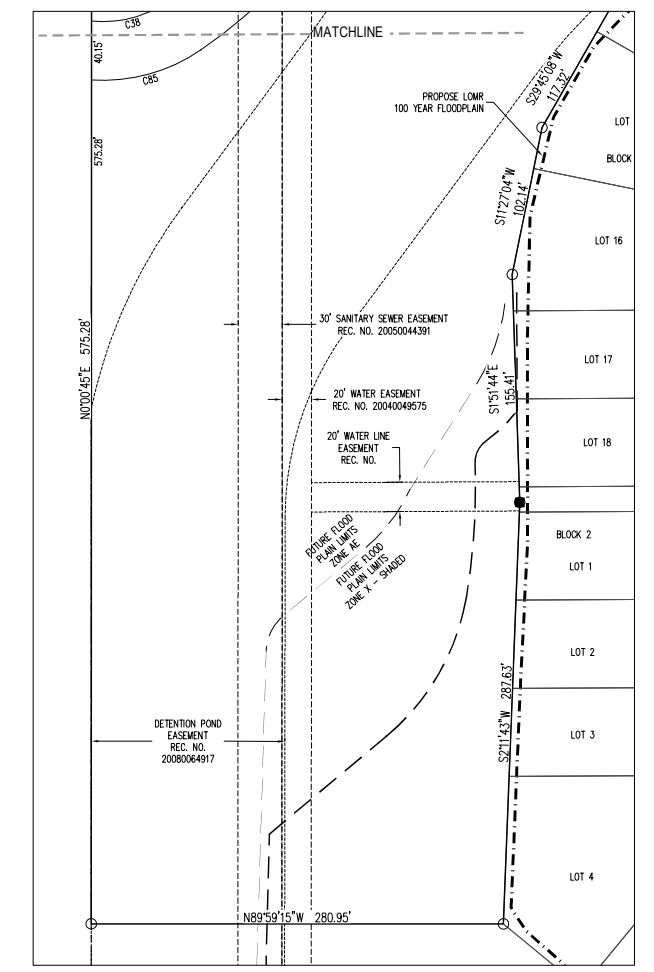 C38
MATCHLINE
40.15'
C85
575.28'
S29°45'08"W
117.32'
PROPOSE LOMR
100 YEAR FLOODPLAIN
LOT
BLOCK
S11°27'04"W
102.14'
LOT 16
30' SANITARY SEWER EASEMENT
REC. NO. 20050044391
N0°00'45"E 575.28'
LOT 17
S1°51'44"E
155.41'
20' WATER EASEMENT
REC. NO. 20040049575
20' WATER LINE
EASEMENT
REC. NO.
LOT 18
FUTURE FLOOD
PLAIN LIMITS
ZONE AE
FUTURE FLOOD
PLAIN LIMITS
ZONE X - SHADED
BLOCK 2
LOT 1
LOT 2
S2°11'43"W 287.63'
DETENTION POND
EASEMENT
REC. NO.
20080064917
LOT 3
LOT 4
N89°59'15"W 280.95'